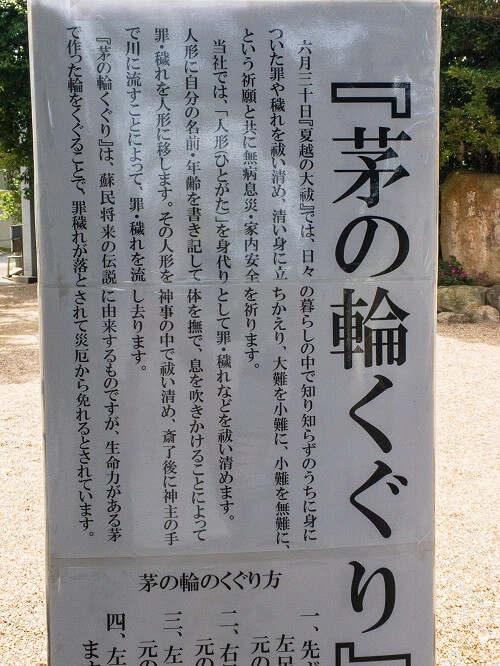 『茅の輪くぐり』
六月三十日『夏越の大祓』では、日々の暮らしの中で知り知らずのうちに身に
ついた罪や穢れを祓い清め、清い身に立ちかえり、大難を小難に、小難を無難に、
という祈願と共に無病息災・家内安全を祈ります。
当社では、「人形（ひとがた）」を身代りとして罪・穢れなどを祓い清めます。
人形に自分の名前・年齢を書き記して体を撫で、息を吹きかけることによって
罪・穢れを人形に移します。その人形を神事の中で祓い清め、斎了後に神主の手
で川に流すことによって、罪・穢れを流し去ります。
『茅の輪くぐり』は、蘇民将来の伝説に由来するものですが、生命力がある茅
で作った輪をくぐることで、罪穢れが落とされて災厄から免れるとされています。
茅の輪のくぐり方
一、先
左足
元の
二、右
元の
三、左
元の
四、左
ます